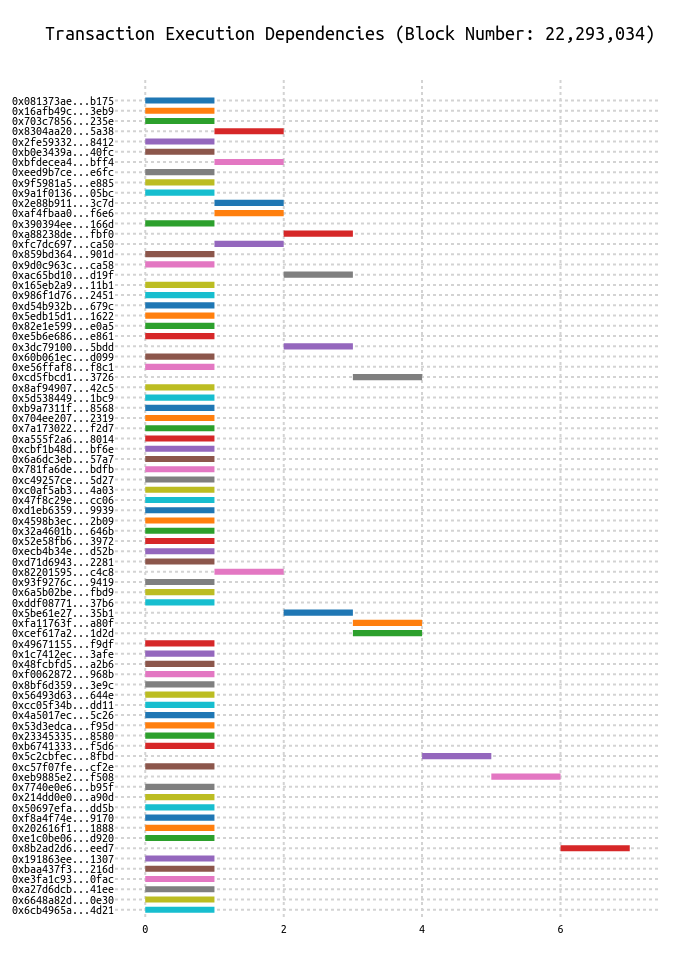 Transaction Execution Dependencies (Block Number: 22,293,034)
0x081373ae...b175
0x16afb49c...3eb9
0x703c7856...235e
0x8304aa20...5a38
0x2fe59332...8412
0xb0e3439a...40fc
0xbfdecea4...bff4
0xeed9b7ce...e6fc
0x9f5981a5...e885
0x9a1f0136...05bc
0x2e88b911...3c7d
0xaf4fbaa0...f6e6
0x390394ee...166d
0xa88238de...fbf0
0xfc7dc697...ca50
0x859bd364...901d
0x9d0c963c...ca58
0xac65bd10...d19f
0x165eb2a9...11b1
0x986f1d76...2451
0xd54b932b...679c
0x5edb15d1...1622
0x82e1e599...e0a5
0xe5b6e686...e861
0x3dc79100...5bdd
0x60b061ec...d099
0xe56ffaf8...f8c1
0xcd5fbcd1...3726
0x8af94907...42c5
0x5d538449...1bc9
0xb9a7311f...8568
0x704ee207...2319
0x7a173022...f2d7
0xa555f2a6...8014
0xcbf1b48d...bf6e
0x6a6dc3eb...57a7
0x781fa6de...bdfb
0xc49257ce...5d27
0xc0af5ab3...4a03
0x47f8c29e...cc06
0xd1eb6359...9939
0x4598b3ec...2b09
0x32a4601b...646b
0x52e58fb6...3972
0xecb4b34e...d52b
0xd71d6943...2281
0x82201595...c4c8
0x93f9276c...9419
0x6a5b02be...fbd9
0xddf08771...37b6
0x5be61e27...35b1
0xfa11763f...a80f
0xcef617a2...1d2d
0x49671155...f9df
0x1c7412ec...3afe
0x48fcbfd5...a2b6
0xf0062872...968b
0x8bf6d359...3e9c
0x56493d63...644e
0xcc05f34b...dd11
0x4a5017ec...5c26
0x53d3edca...f95d
0x23345335...8580
0xb6741333...f5d6
0x5c2cbfec...8fbd
0xc57f07fe...cf2e
0xeb9885e2...f508
0x7740e0e6...b95f
0x214dd0e0...a90d
0x50697efa...dd5b
0xf8a4f74e...9170
0x202616f1...1888
0xe1c0be06...d920
0x8b2ad2d6...eed7
0x191863ee...1307
0xbaa437f3...216d
0xe3fa1c93...0fac
0xa27d6dcb...41ee
0x6648a82d...0e30
0x6cb4965a...4d21
0 2 4 6